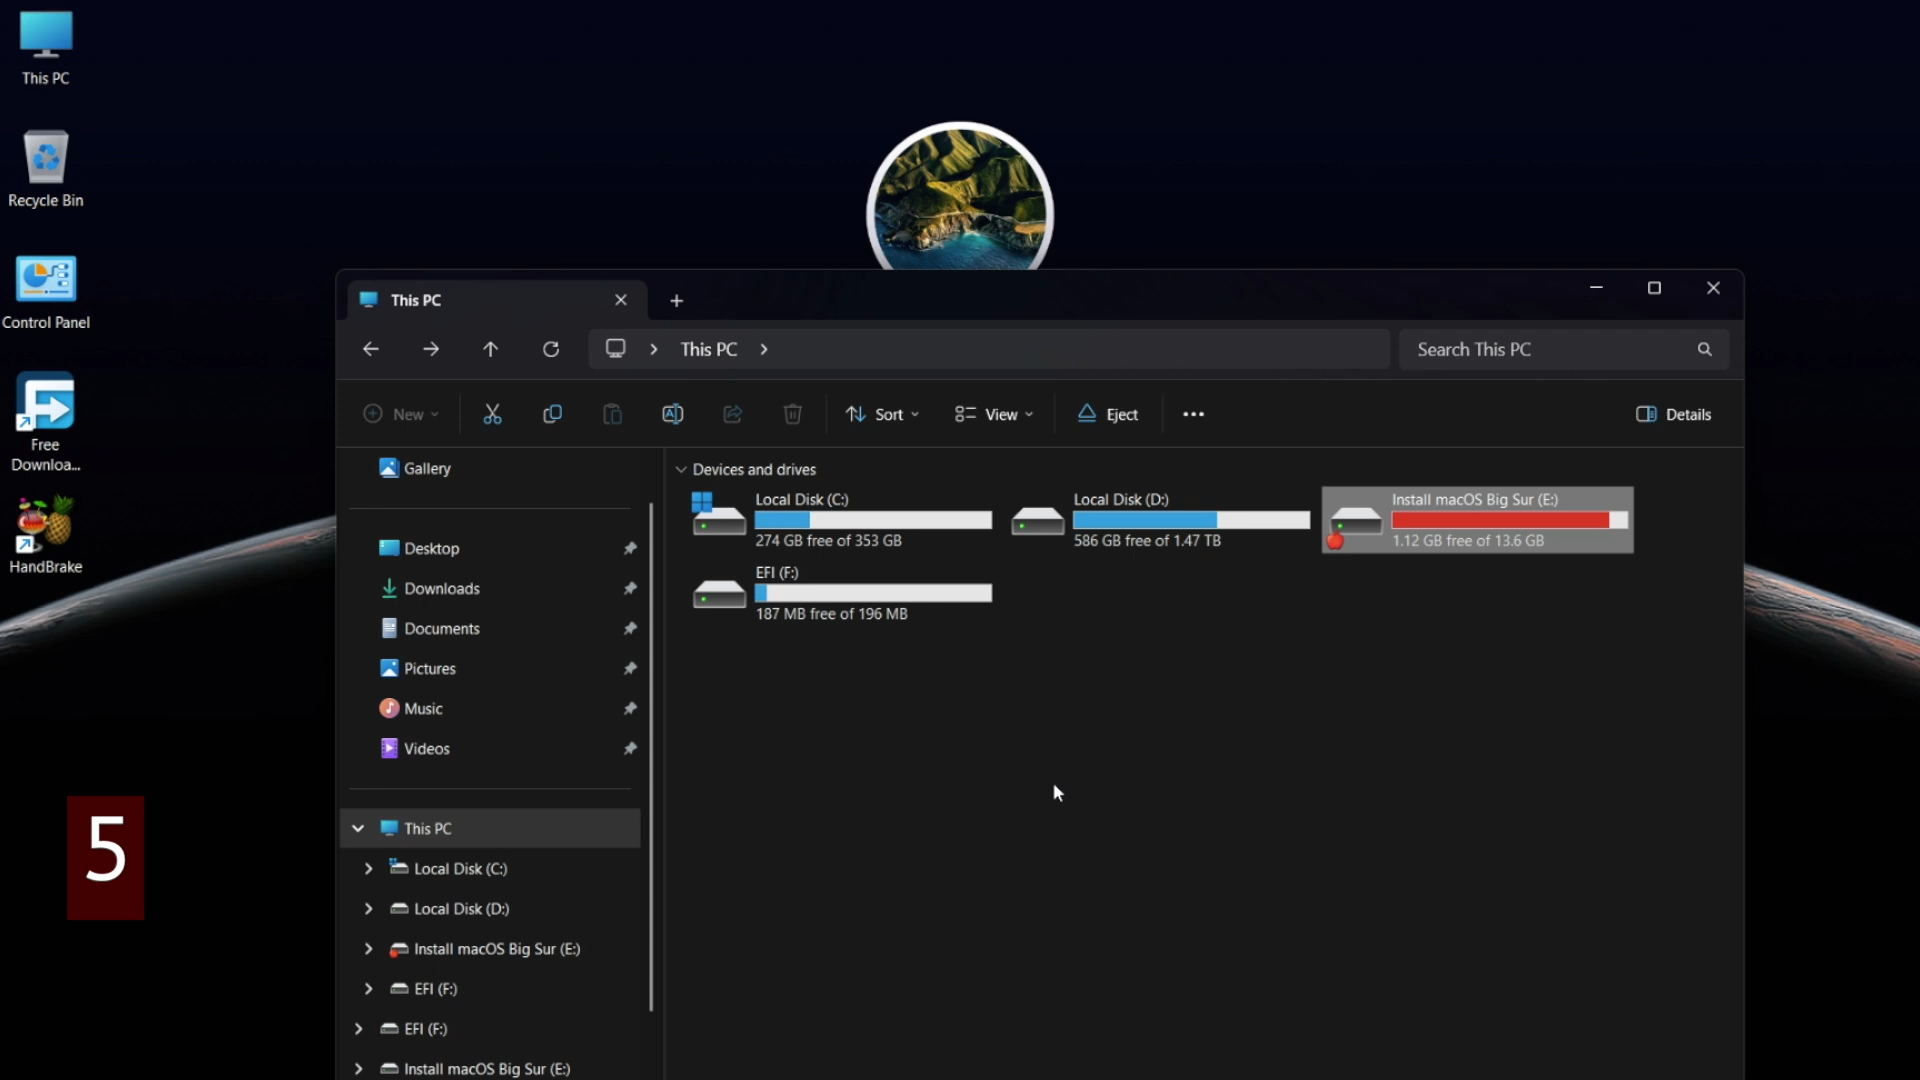 This PC
Recycle Bin
Control Panel
Free
Downloa...
HandBrake
5
This PC
This PC
Search This PC
New
Sort
View
Eject
Details
Gallery
Desktop
Downloads
Documents
Pictures
Music
Videos
This PC
Local Disk (C:)
Local Disk (D:)
Install macOS Big Sur (E:)
EFI (F:)
EFI (F:)
Install macOS Big Sur (E:)
Devices and drives
Local Disk (C:)
274 GB free of 353 GB
Local Disk (D:)
586 GB free of 1.47 TB
Install macOS Big Sur (E:)
1.12 GB free of 13.6 GB
EFI (F:)
187 MB free of 196 MB